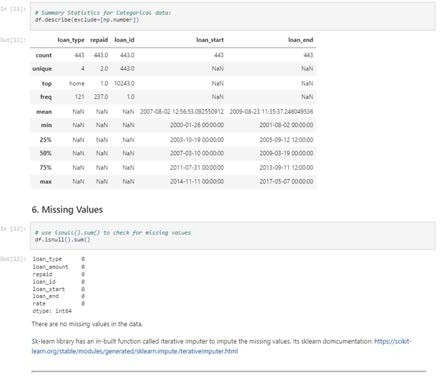 In [11]:
# Summary Statistics for Categorical data:
df.describe(exclude=[np.number])
Out[11]:
loan_type repaid loan_id loan_start loan_end
count 443 443.0 443.0 443 443
unique 4 2.0 443.0 NaN NaN
top home 1.0 10243.0 NaN NaN
freq 121 237.0 1.0 NaN NaN
mean NaN NaN NaN 2007-08-02 12:56:53.092550912 2009-08-23 11:35:37.246049536
min NaN NaN NaN 2000-01-26 00:00:00 2001-08-02 00:00:00
25% NaN NaN NaN 2003-10-19 00:00:00 2005-09-12 12:00:00
50% NaN NaN NaN 2007-03-10 00:00:00 2009-03-19 00:00:00
75% NaN NaN NaN 2011-07-31 00:00:00 2013-09-11 12:00:00
max NaN NaN NaN 2014-11-11 00:00:00 2017-05-07 00:00:00
6. Missing Values
In [12]:
# use isnull().sum() to check for missing values
df.isnull().sum()
Out[12]:
loan_type 0
loan_amount 0
repaid 0
loan_id 0
loan_start 0
loan_end 0
rate 0
dtype: int64
There are no missing values in the data.
Sk-learn library has an in-built function called Iterative Imputer to impute the missing values. Its sklearn domcumentation: https://scikit-
learn.org/stable/modules/generated/sklearn.impute.IterativeImputer.html